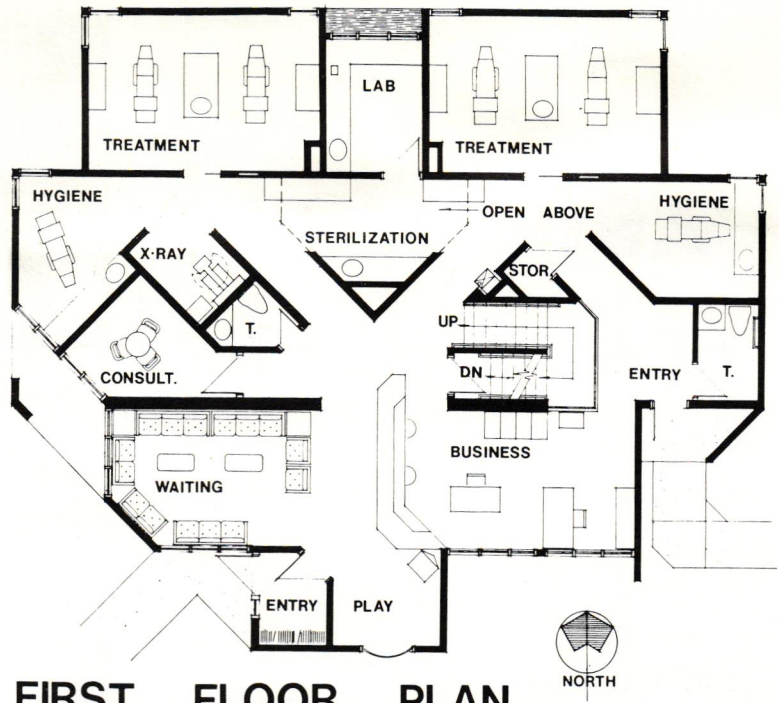 LAB
TREATMENT
TREATMENT
HYGIENE
HYGIENE
OPEN ABOVE
X·RAY
STERILIZATION
STOR.
T.
UP
DN
CONSULT.
ENTRY
T.
BUSINESS
WAITING
ENTRY
PLAY
NORTH
FIRST FLOOR PLAN